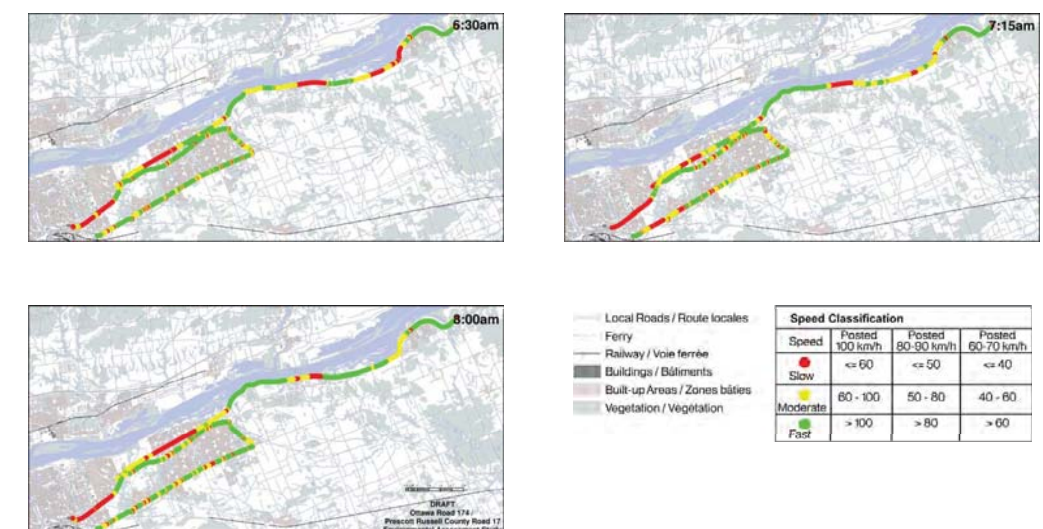 6:30am
7:15am
8:00am
DRAFT
Ottawa Road 174 /
Prescott Russell County Road 17
Environmental Assessment Study
Local Roads / Route locales
Ferry
Railway / Voie ferrée
Buildings / Bâtiments
Built-up Areas / Zones bâties
Vegetation / Végétation
Speed Classification
Speed Posted 100 km/h Posted 80-90 km/h Posted 60-70 km/h
Slow <= 60 <= 50 <= 40
Moderate 60 - 100 50 - 80 40 - 60
Fast > 100 > 80 > 60